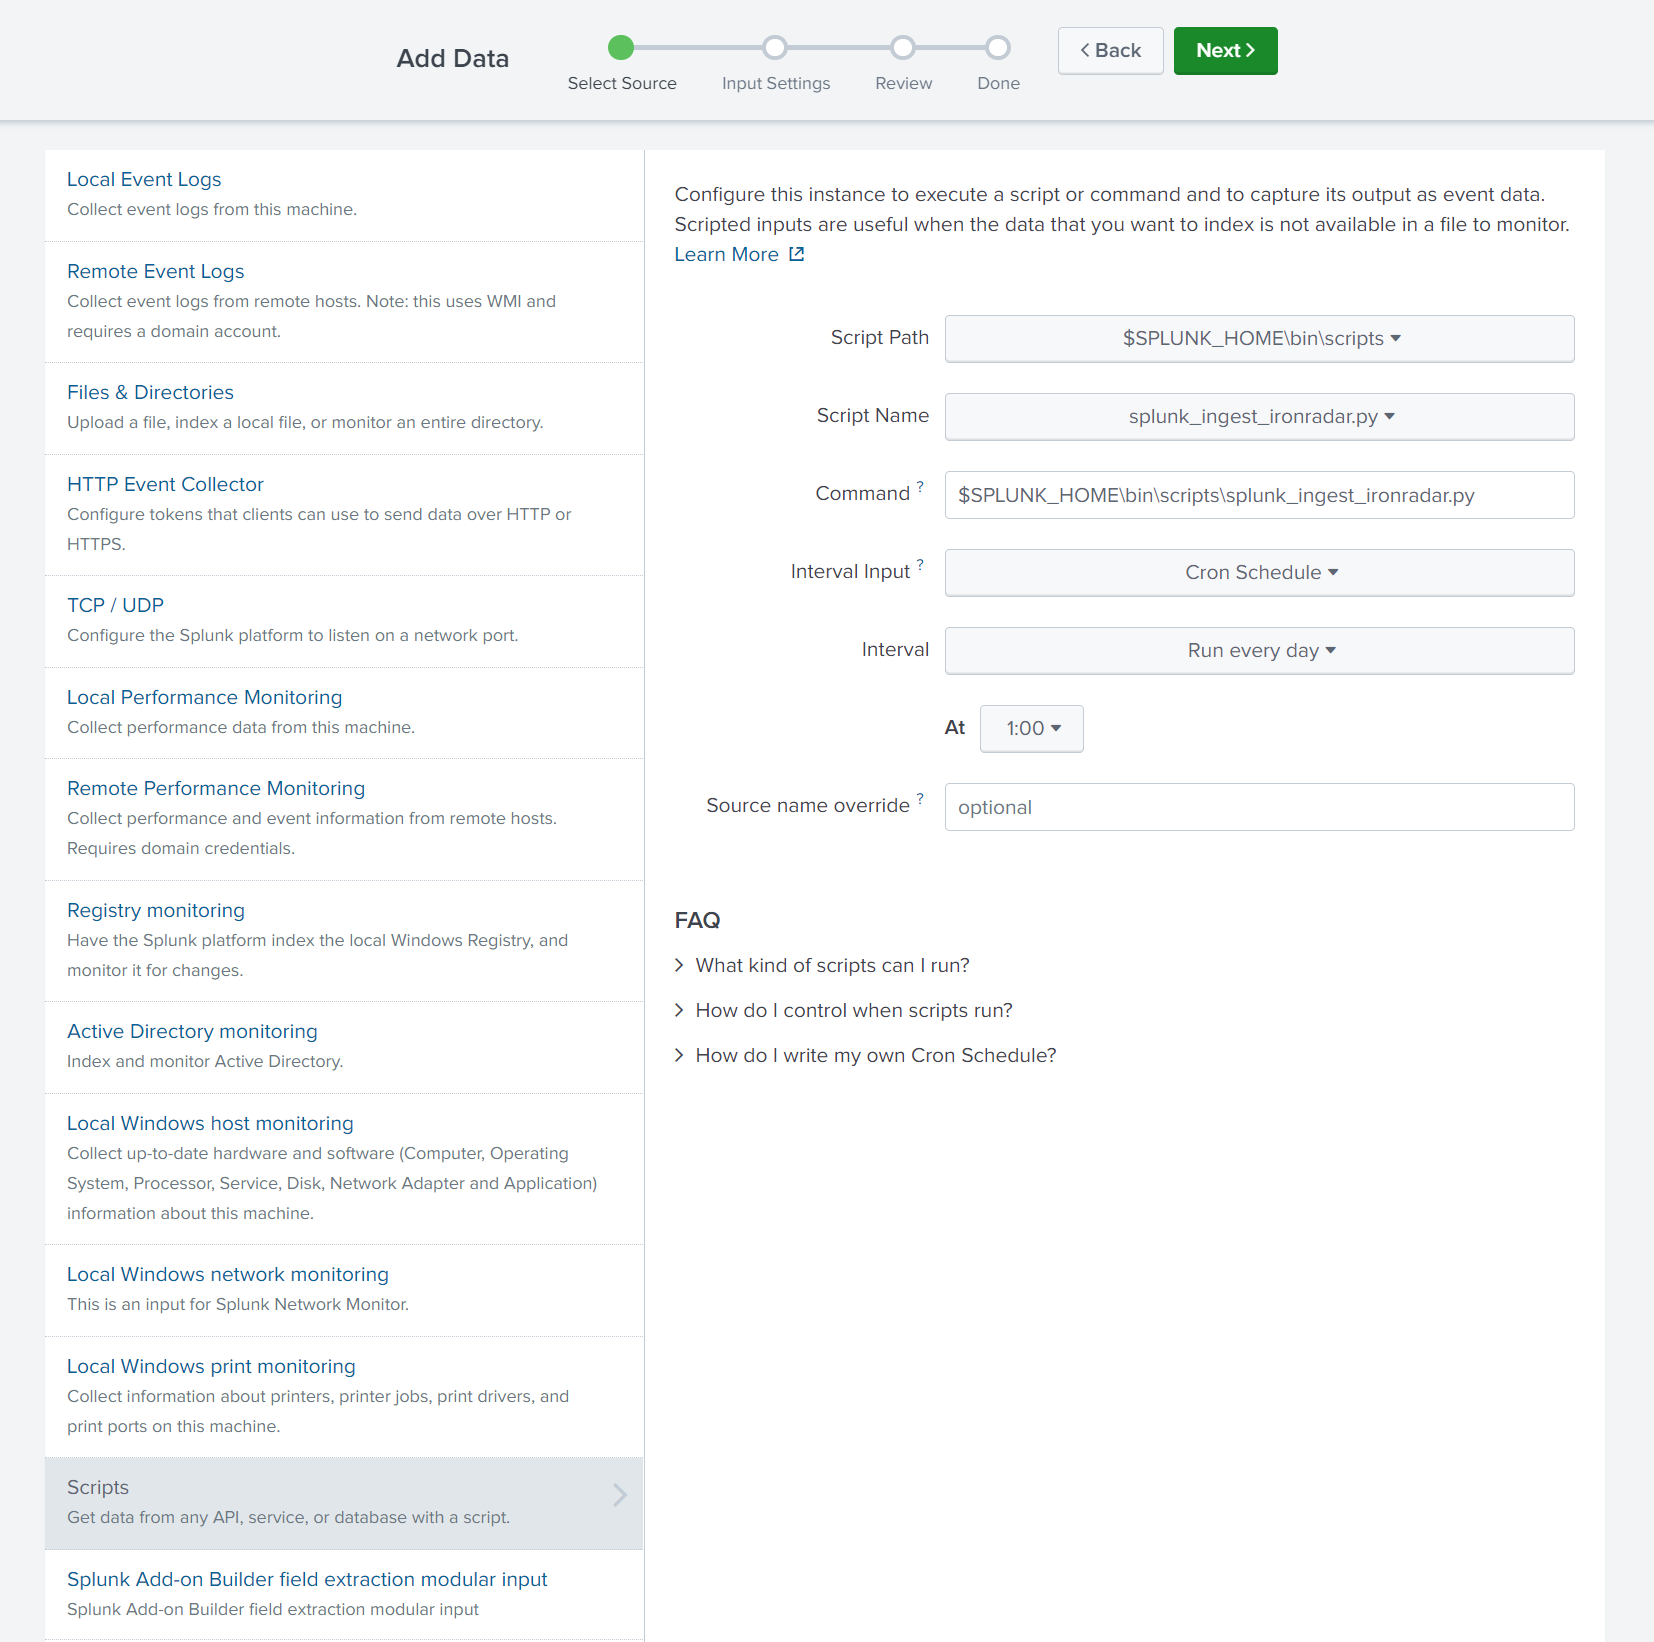 Add Data
Select Source
Input Settings
Review
Done
Back
Next
Local Event Logs
Collect event logs from this machine.
Remote Event Logs
Collect event logs from remote hosts. Note: this uses WMI and
requires a domain account.
Files & Directories
Upload a file, index a local file, or monitor an entire directory.
HTTP Event Collector
Configure tokens that clients can use to send data over HTTP or
HTTPS.
TCP / UDP
Configure the Splunk platform to listen on a network port.
Local Performance Monitoring
Collect performance data from this machine.
Remote Performance Monitoring
Collect performance and event information from remote hosts.
Requires domain credentials.
Registry monitoring
Have the Splunk platform index the local Windows Registry, and
monitor it for changes.
Active Directory monitoring
Index and monitor Active Directory.
Local Windows host monitoring
Collect up-to-date hardware and software (Computer, Operating
System, Processor, Service, Disk, Network Adapter and Application)
information about this machine.
Local Windows network monitoring
This is an input for Splunk Network Monitor.
Local Windows print monitoring
Collect information about printers, printer jobs, print drivers, and
print ports on this machine.
Scripts
Get data from any API, service, or database with a script.
Splunk Add-on Builder field extraction modular input
Splunk Add-on Builder field extraction modular input
Configure this instance to execute a script or command and to capture its output as event data.
Scripted inputs are useful when the data that you want to index is not available in a file to monitor.
Learn More
Script Path $SPLUNK_HOME\bin\scripts
Script Name splunk_ingest_ironradar.py
Command ? $SPLUNK_HOME\bin\scripts\splunk_ingest_ironradar.py
Interval Input ? Cron Schedule
Interval Run every day
At 1:00
Source name override ? optional
FAQ
What kind of scripts can I run?
How do I control when scripts run?
How do I write my own Cron Schedule?